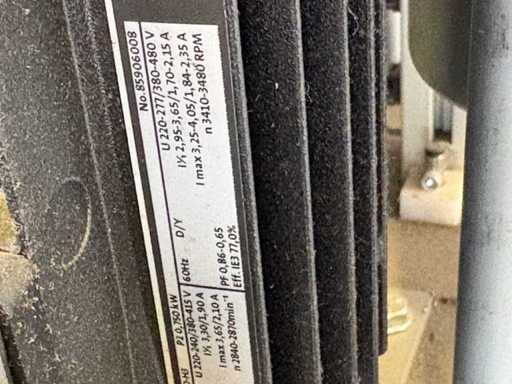 No.85906008
P2 0,750 kW
U 220-240/380-415 V
I1/1 3,30/1,90 A
I max 3,65/2,10 A
n 2840-2870min⁻¹
60Hz D/Y U 220-277/380-480 V
I1/1 2,95-3,65/1,70-2,15 A
I max 3,25-4,05/1,84-2,35 A
PF 0,86-0,65 n 3410-3480 RPM
Eff. IE3 77,0%